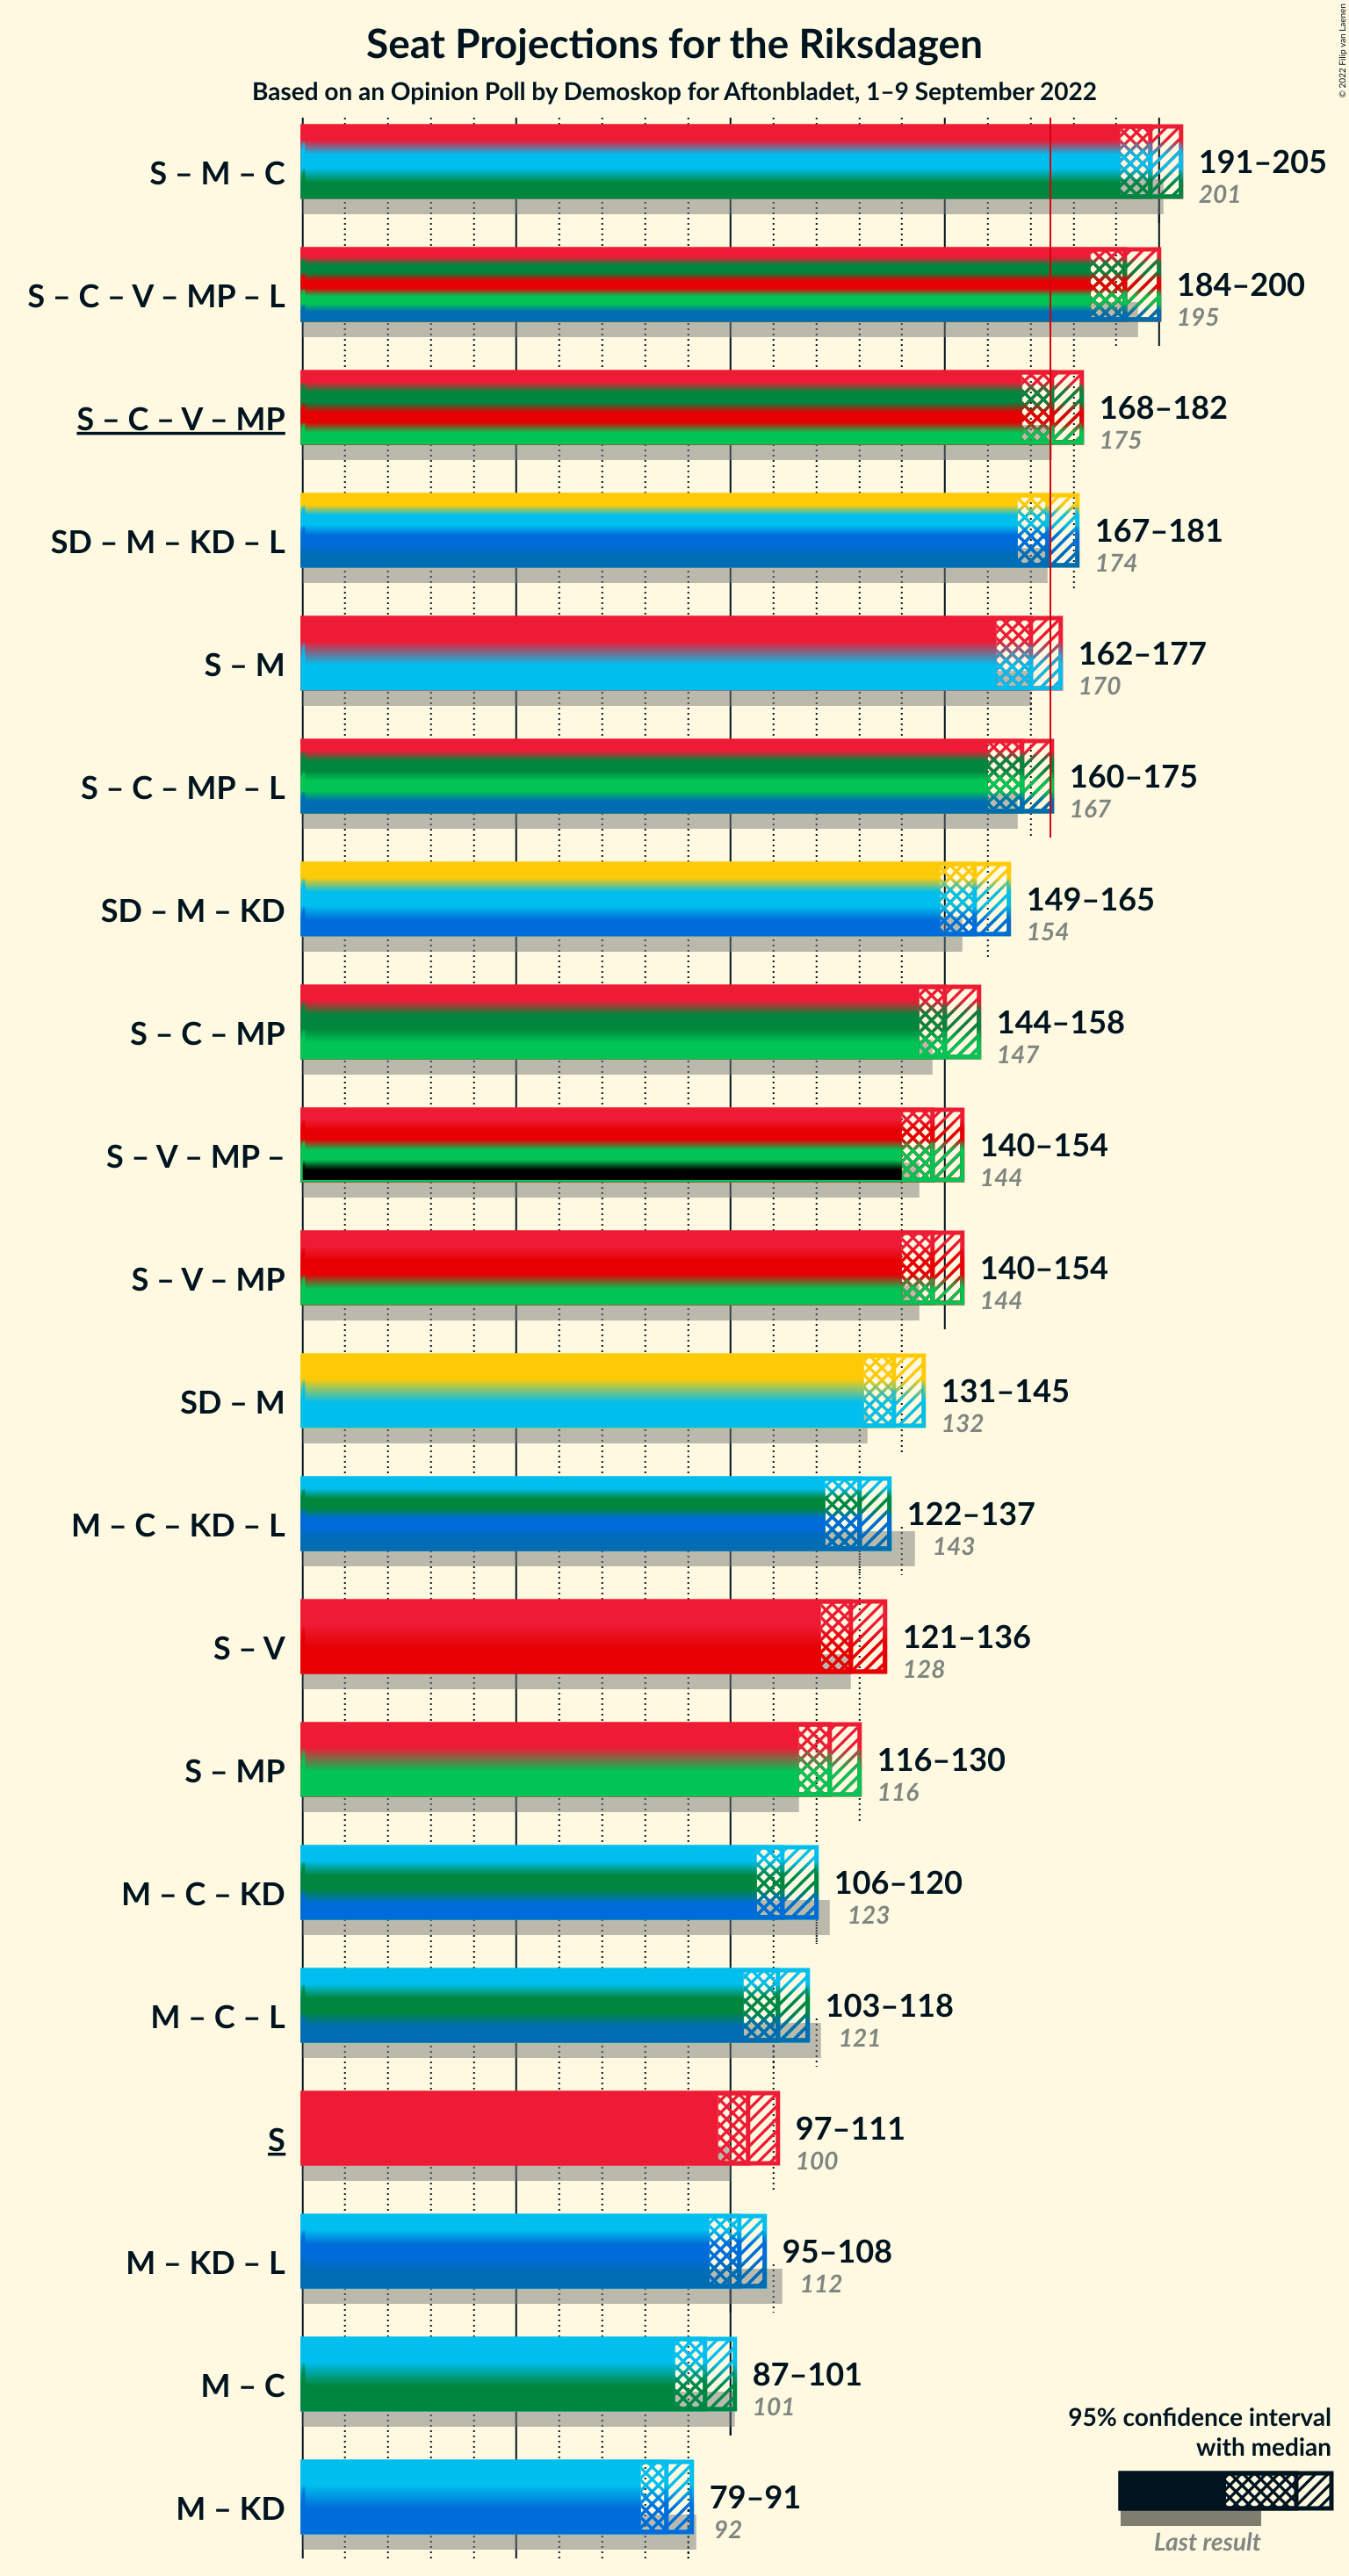 © 2022 Filip van Laenen
Seat Projections for the Riksdagen
Based on an Opinion Poll by Demoskop for Aftonbladet, 1–9 September 2022
S – M – C
191–205
201
S – C – V – MP – L
184–200
195
S – C – V – MP
168–182
175
SD – M – KD – L
167–181
174
S – M
162–177
170
S – C – MP – L
160–175
167
SD – M – KD
149–165
154
S – C – MP
144–158
147
S – V – MP –
140–154
144
S – V – MP
140–154
144
SD – M
131–145
132
M – C – KD – L
122–137
143
S – V
121–136
128
S – MP
116–130
116
M – C – KD
106–120
123
M – C – L
103–118
121
S
97–111
100
M – KD – L
95–108
112
M – C
87–101
101
M – KD
79–91
92
95% confidence interval
with median
Last result